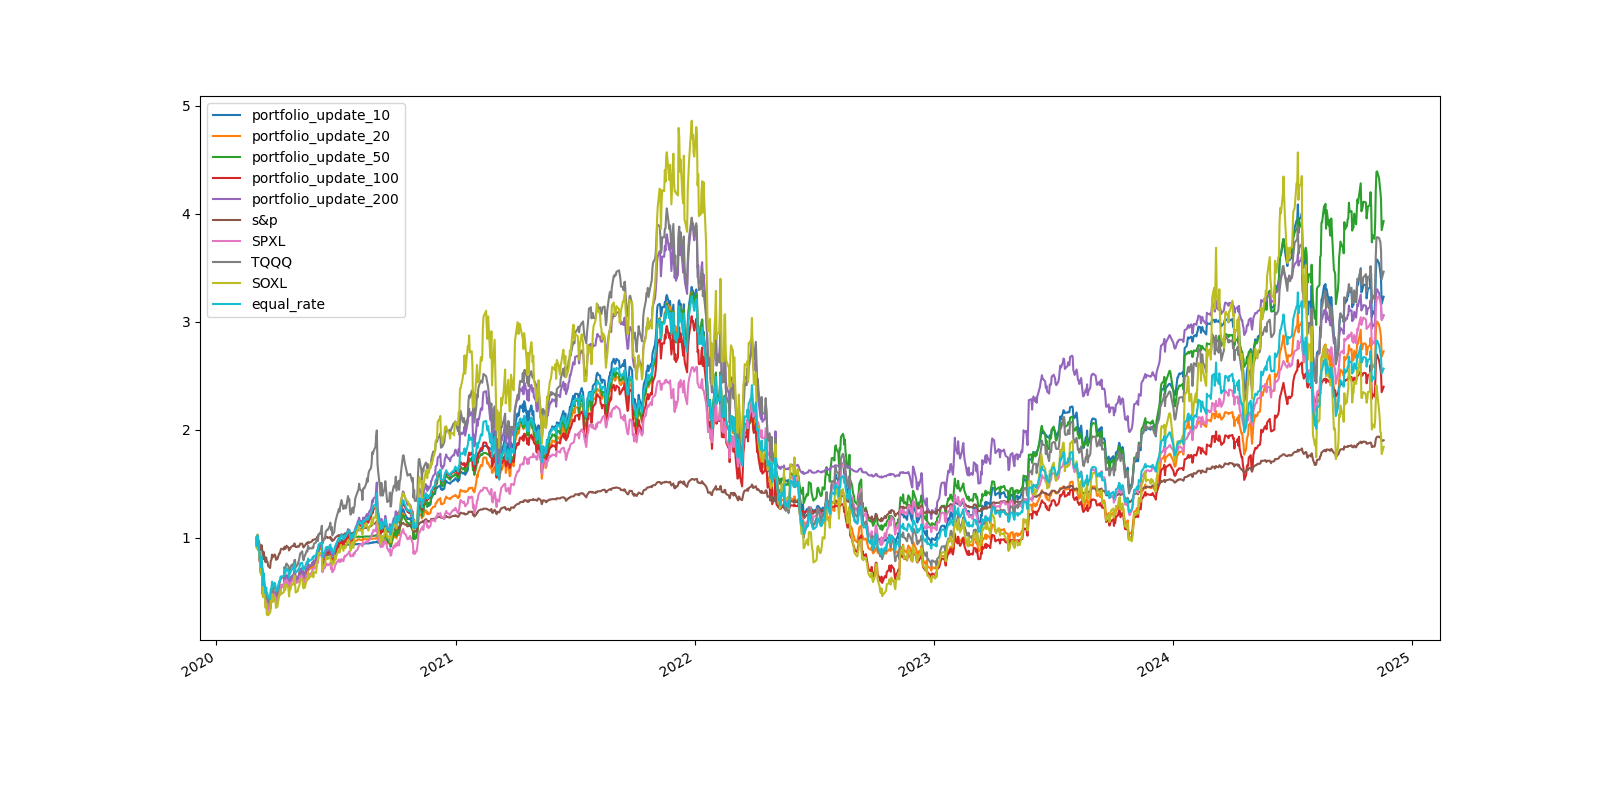 5
4
3
2
1
portfolio_update_10
portfolio_update_20
portfolio_update_50
portfolio_update_100
portfolio_update_200
s&p
SPXL
TQQQ
SOXL
equal_rate
2020
2021
2022
2023
2024
2025